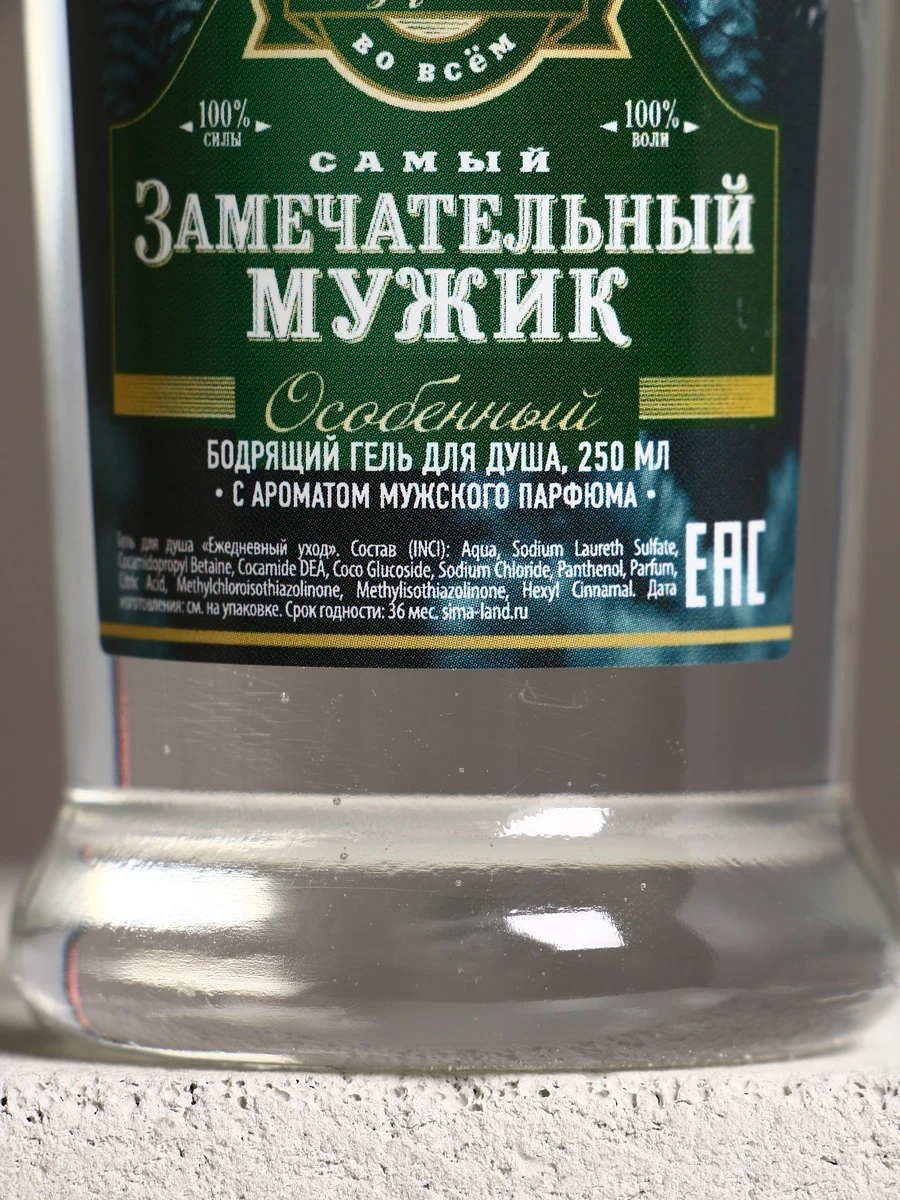 ВО ВСЁМ
100%
СИЛЫ
100%
ВОЛИ
САМЫЙ
ЗАМЕЧАТЕЛЬНЫЙ
МУЖИК
Особенный
БОДРЯЩИЙ ГЕЛЬ ДЛЯ ДУША, 250 МЛ
• С АРОМАТОМ МУЖСКОГО ПАРФЮМА •
Гель для душа «Ежедневный уход». Состав (INCI): Aqua, Sodium Laureth Sulfate,
Cocamidopropyl Betaine, Cocamide DEA, Coco Glucoside, Sodium Chloride, Panthenol, Parfum,
Citric Acid, Methylchloroisothiazolinone, Methylisothiazolinone, Hexyl Cinnamal. Дата
изготовления: см. на упаковке. Срок годности: 36 мес. sima-land.ru
EAC